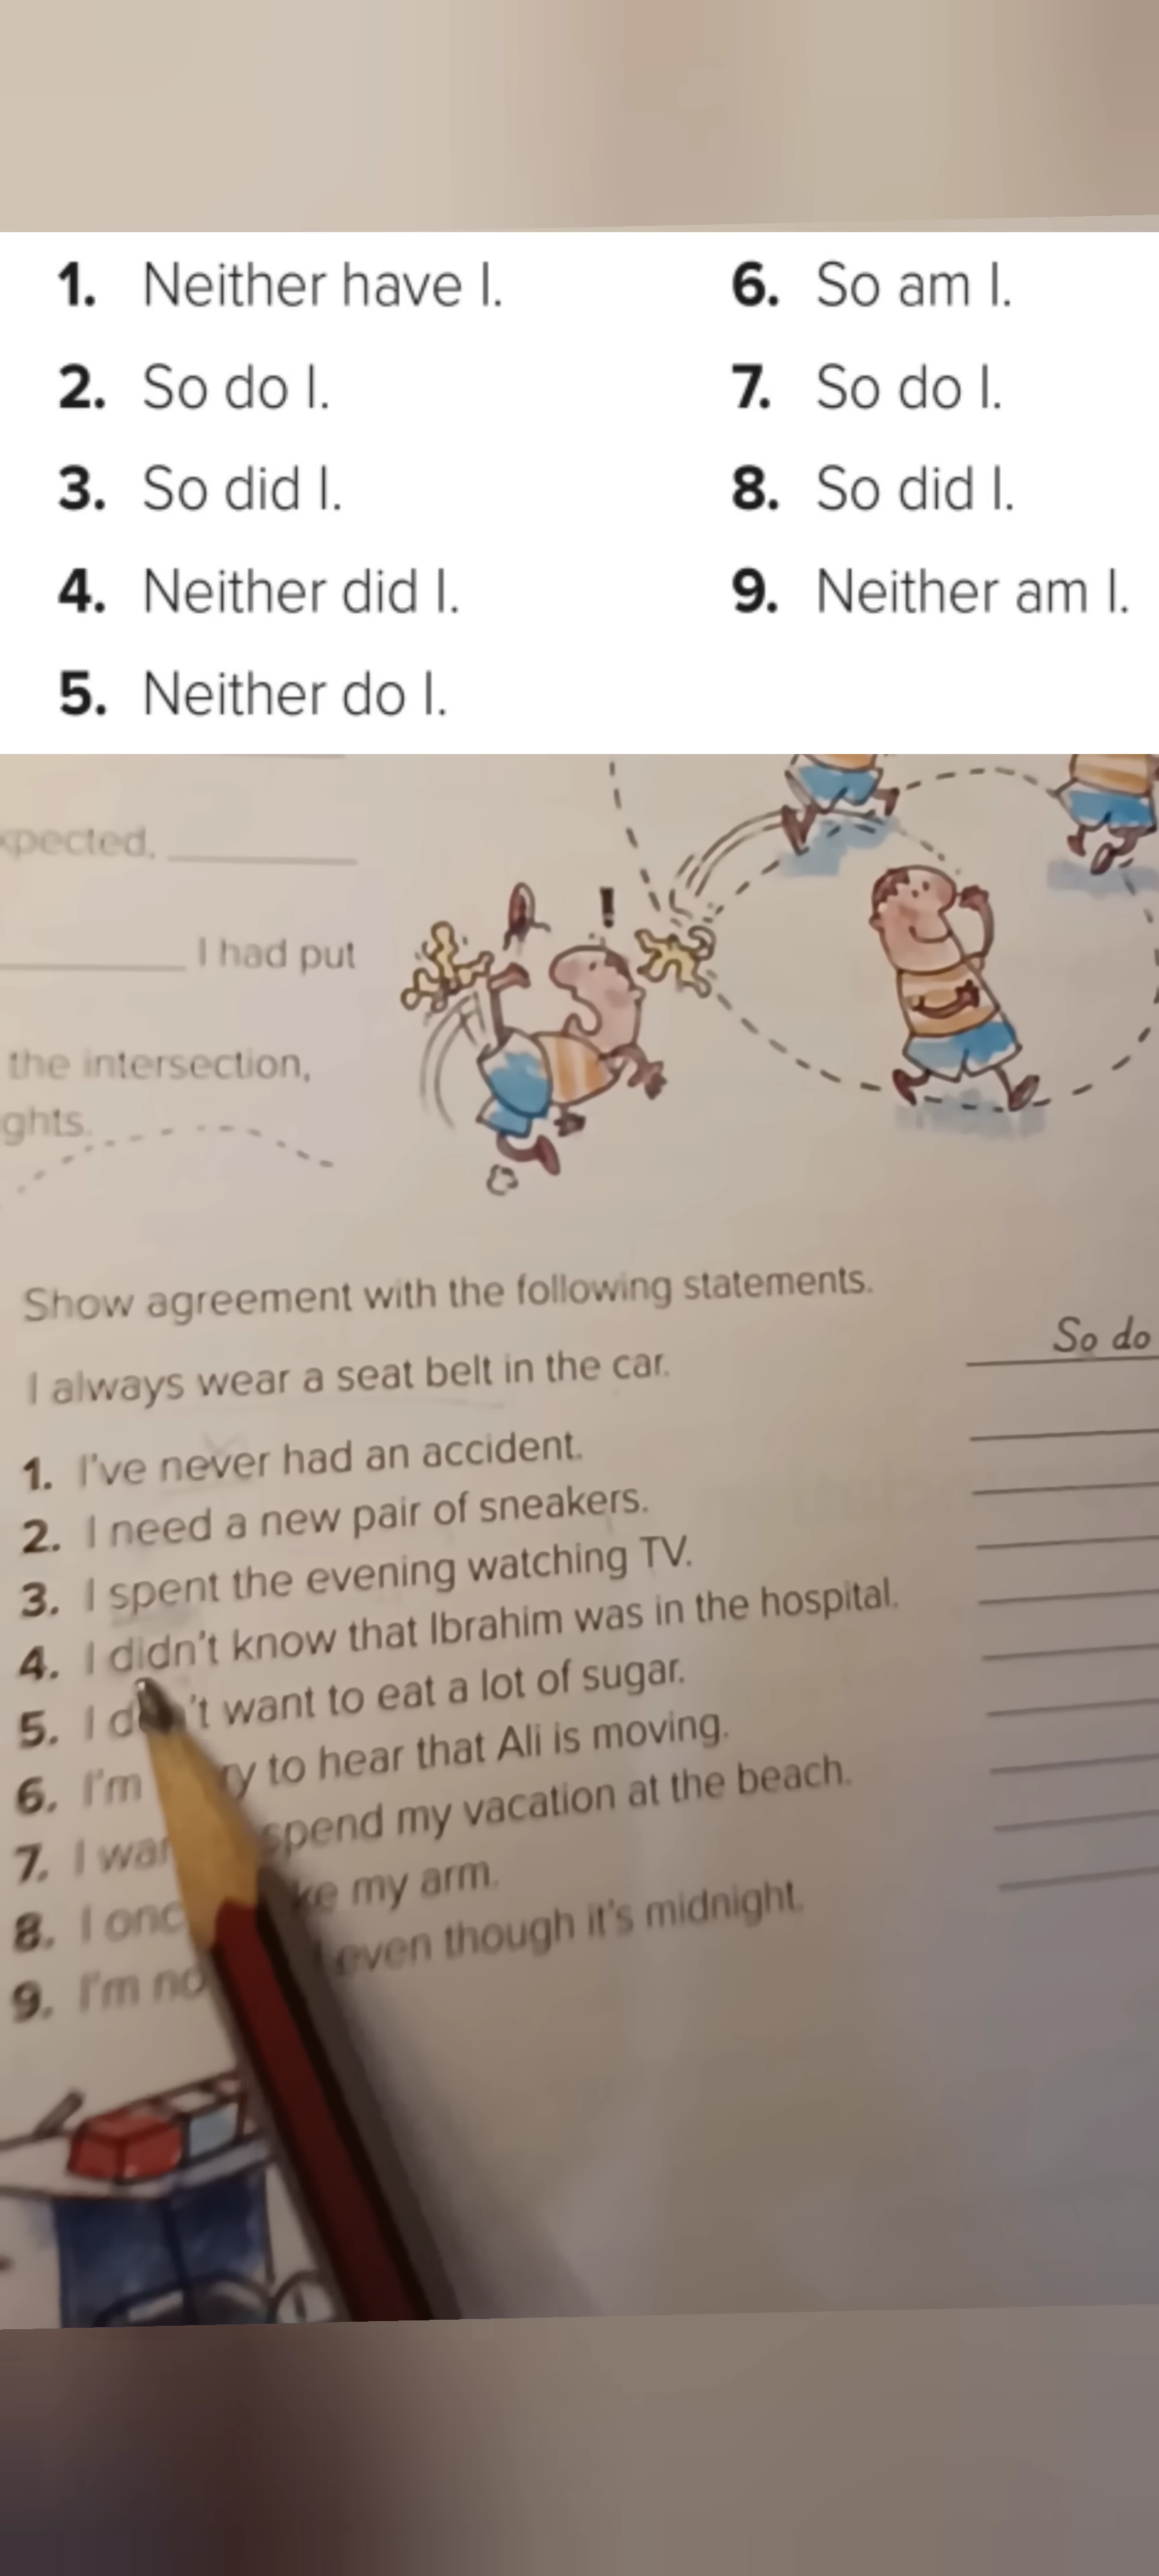 1. Neither have I.
2. So do I.
3. So did I.
4. Neither did I.
5. Neither do I.
6. So am I.
7. So do I.
8. So did I.
9. Neither am I.
xpected,
I had put
the intersection,
ghts.
!
Show agreement with the following statements.
I always wear a seat belt in the car. So do
1. I've never had an accident.
2. I need a new pair of sneakers.
3. I spent the evening watching TV.
4. I didn't know that Ibrahim was in the hospital.
5. I don't want to eat a lot of sugar.
6. I'm to hear that Ali is moving.
7. I spend my vacation at the beach.
8. I my arm.
9. I'm even though it's midnight.